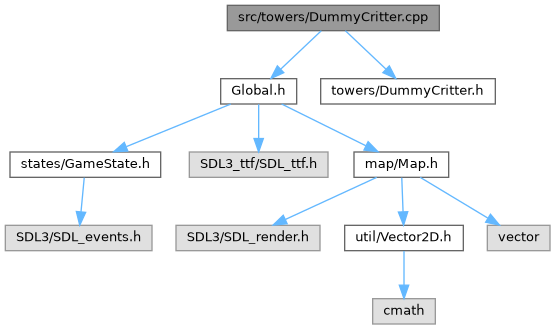 src/towers/DummyCritter.cpp
Global.h
towers/DummyCritter.h
states/GameState.h
SDL3_ttf/SDL_ttf.h
map/Map.h
SDL3/SDL_events.h
SDL3/SDL_render.h
util/Vector2D.h
vector
cmath